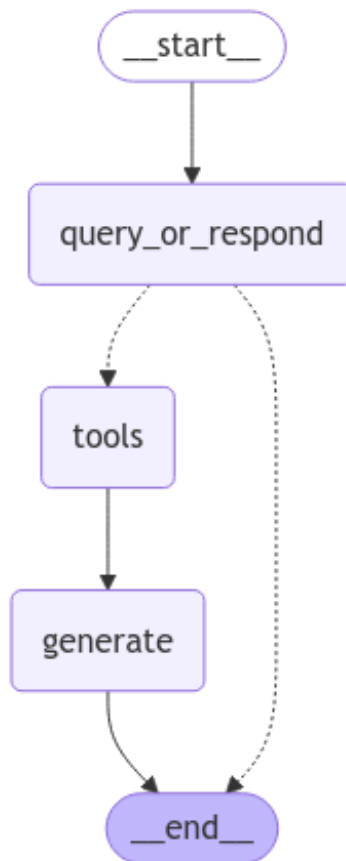 __start__
query_or_respond
tools
generate
__end__